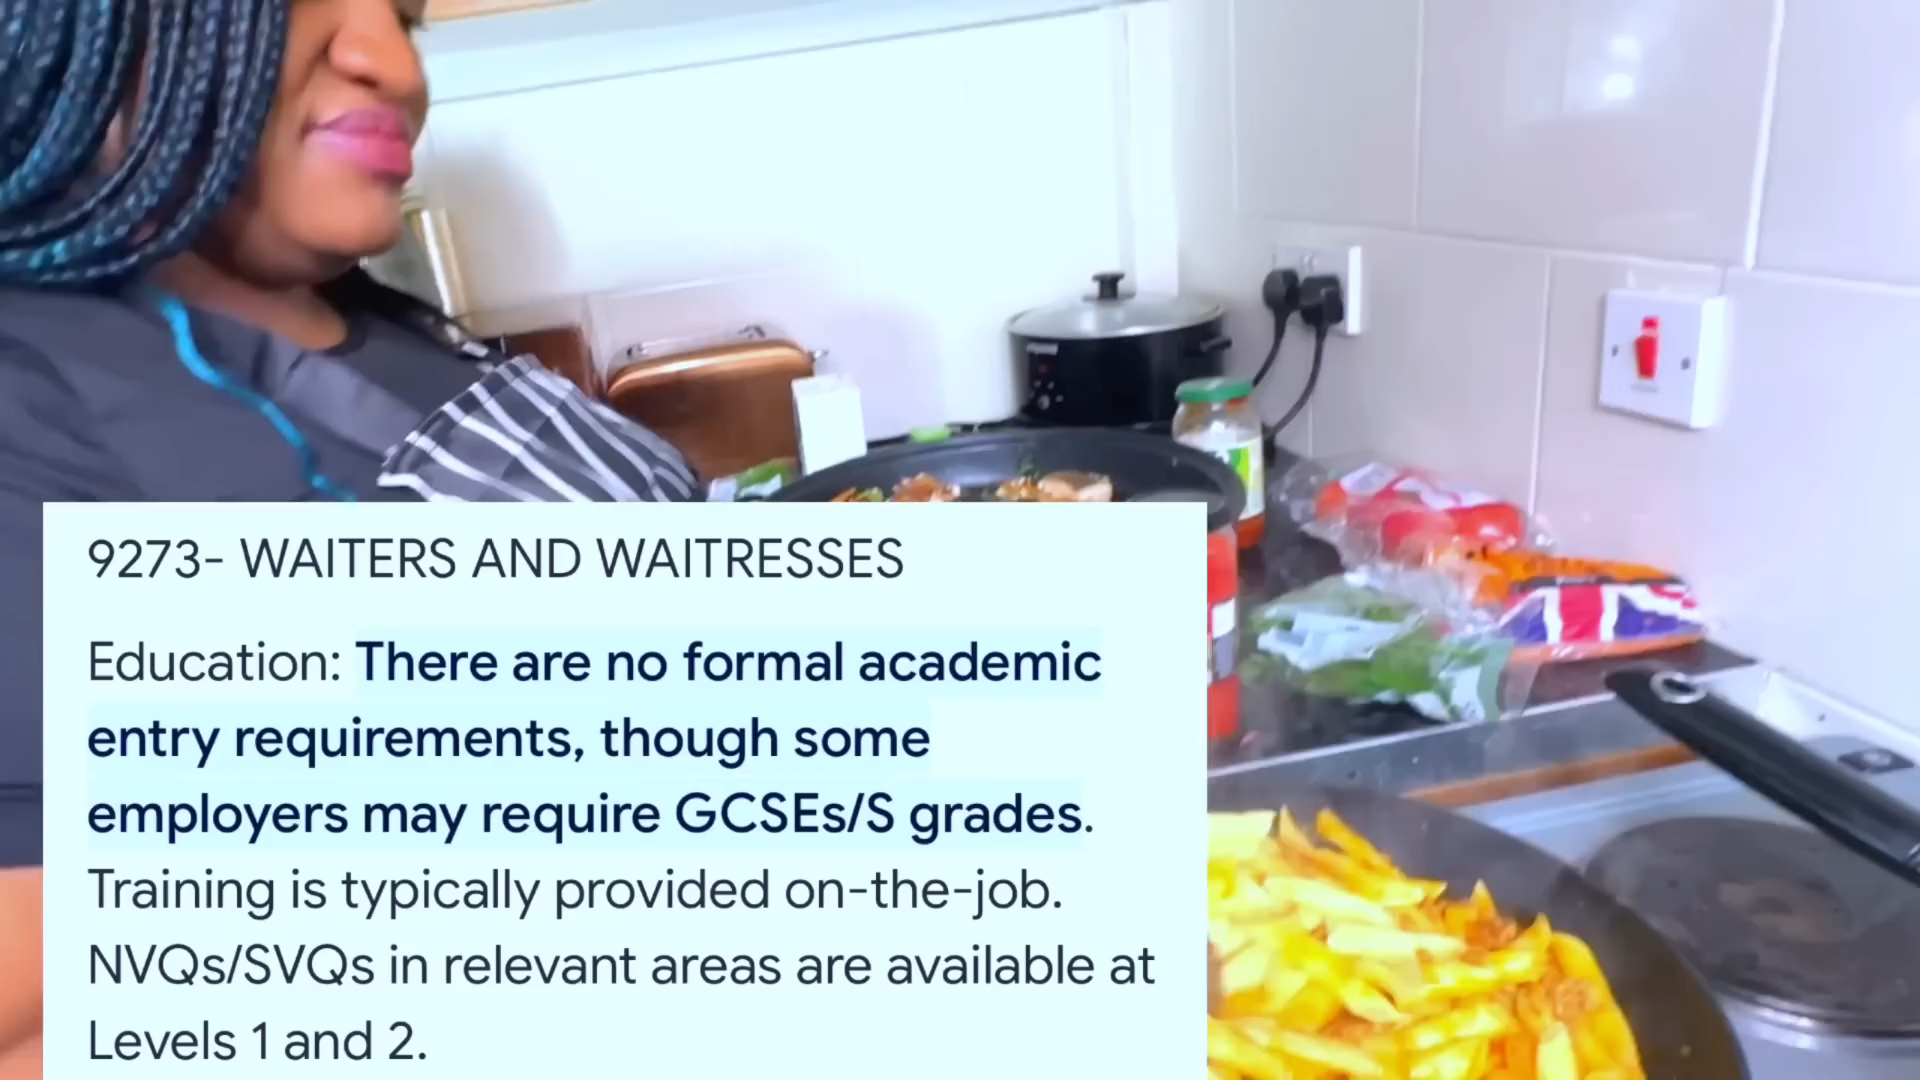 9273- WAITERS AND WAITRESSES
Education: There are no formal academic
entry requirements, though some
employers may require GCSEs/S grades.
Training is typically provided on-the-job.
NVQs/SVQs in relevant areas are available at
Levels 1 and 2.